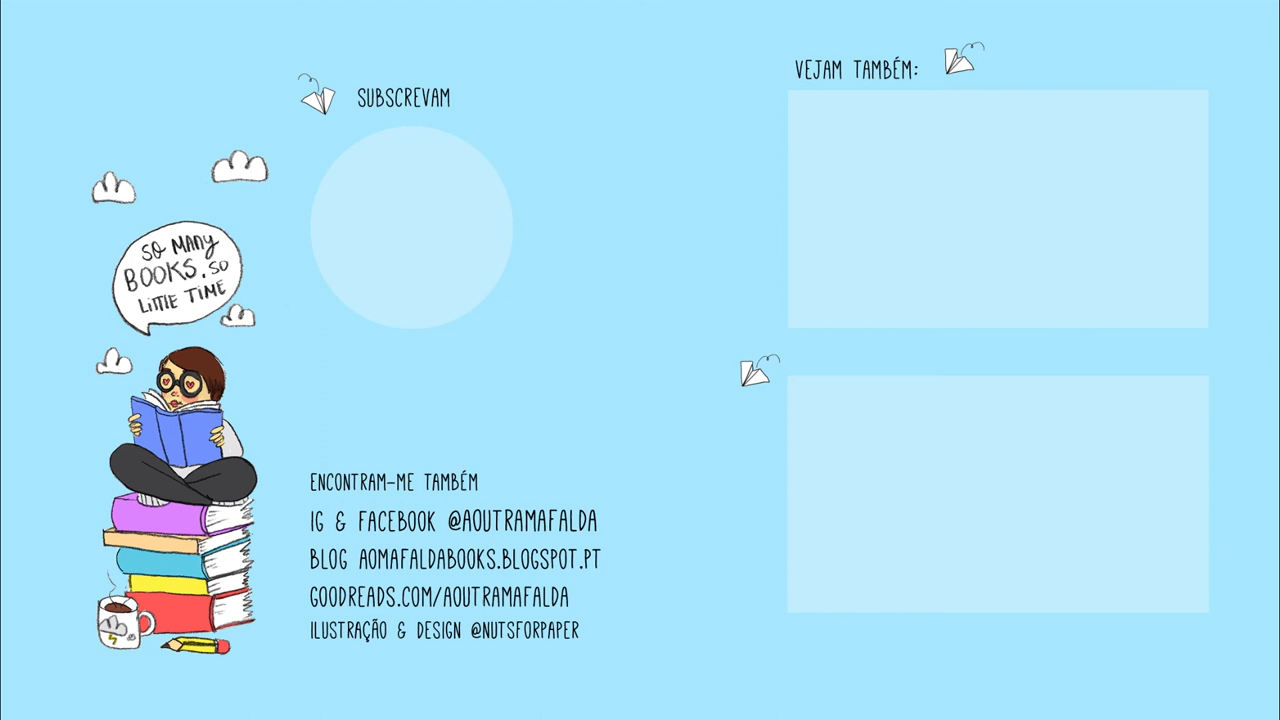 VEJAM TAMBÉM:
SUBSCREVAM
SO MANY
BOOKS, SO
LITTLE TIME
ENCONTRAM-ME TAMBÉM
IG & FACEBOOK @AOUTRAMAFALDA
BLOG AOMAFALDABOOKS.BLOGSPOT.PT
GOODREADS.COM/AOUTRAMAFALDA
ILUSTRAÇÃO & DESIGN @NUTSFORPAPER